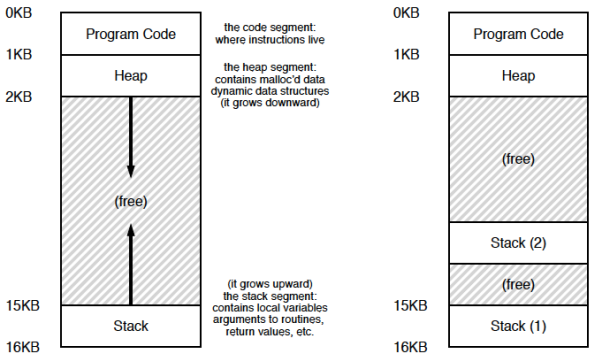 0KB
Program Code
the code segment:
where instructions live
1KB
Heap
the heap segment:
contains malloc'd data
dynamic data structures
(it grows downward)
2KB
(free)
(it grows upward)
the stack segment:
contains local variables
arguments to routines,
return values, etc.
15KB
Stack
16KB
0KB
Program Code
1KB
Heap
2KB
(free)
Stack (2)
(free)
15KB
Stack (1)
16KB